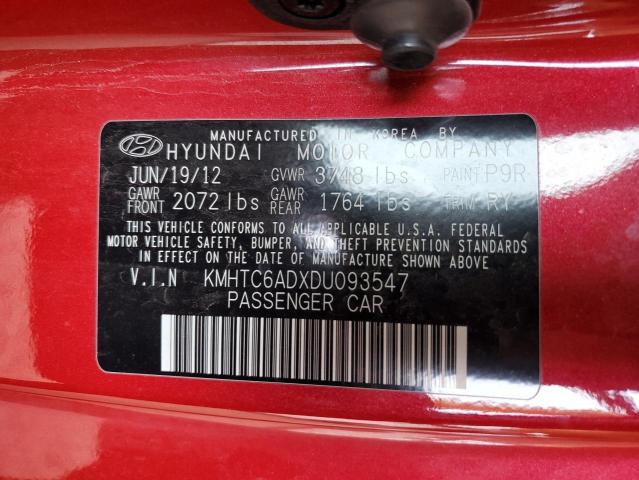 MANUFACTURED IN KOREA BY
HYUNDAI MOTOR COMPANY
JUN/19/12 GVWR 3748 lbs PAINT P9R
GAWR FRONT 2072 lbs GAWR REAR 1764 lbs TRIM RY
THIS VEHICLE CONFORMS TO ALL APPLICABLE U.S.A. FEDERAL
MOTOR VEHICLE SAFETY, BUMPER, AND THEFT PREVENTION STANDARDS
IN EFFECT ON THE DATE OF MANUFACTURE SHOWN ABOVE.
V.I.N KMHTC6ADXDU093547
PASSENGER CAR